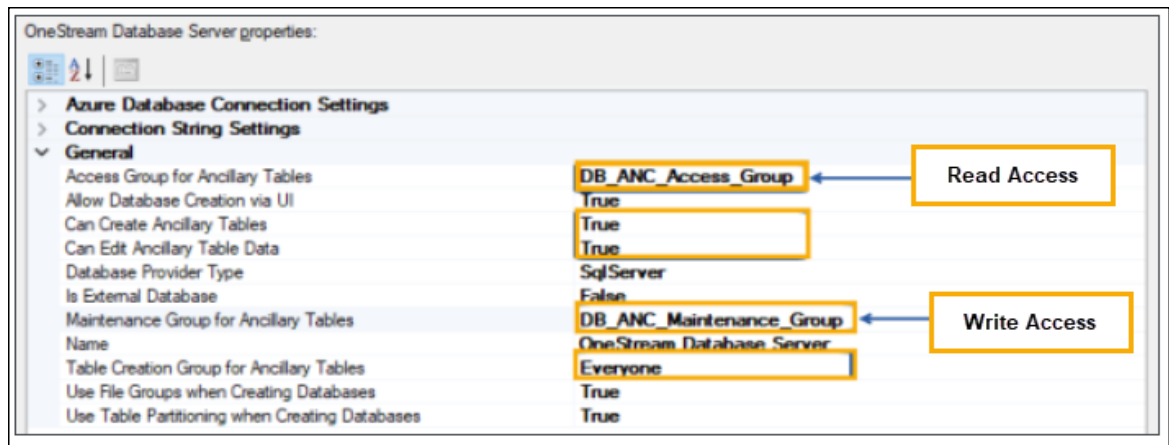 OneStream Database Server properties:
Azure Database Connection Settings
Connection String Settings
General
Access Group for Ancillary Tables DB_ANC_Access_Group Read Access
Allow Database Creation via UI True
Can Create Ancillary Tables True
Can Edit Ancillary Table Data True
Database Provider Type SqlServer
Is External Database False
Maintenance Group for Ancillary Tables DB_ANC_Maintenance_Group Write Access
Name OneStream Database Server
Table Creation Group for Ancillary Tables Everyone
Use File Groups when Creating Databases True
Use Table Partitioning when Creating Databases True